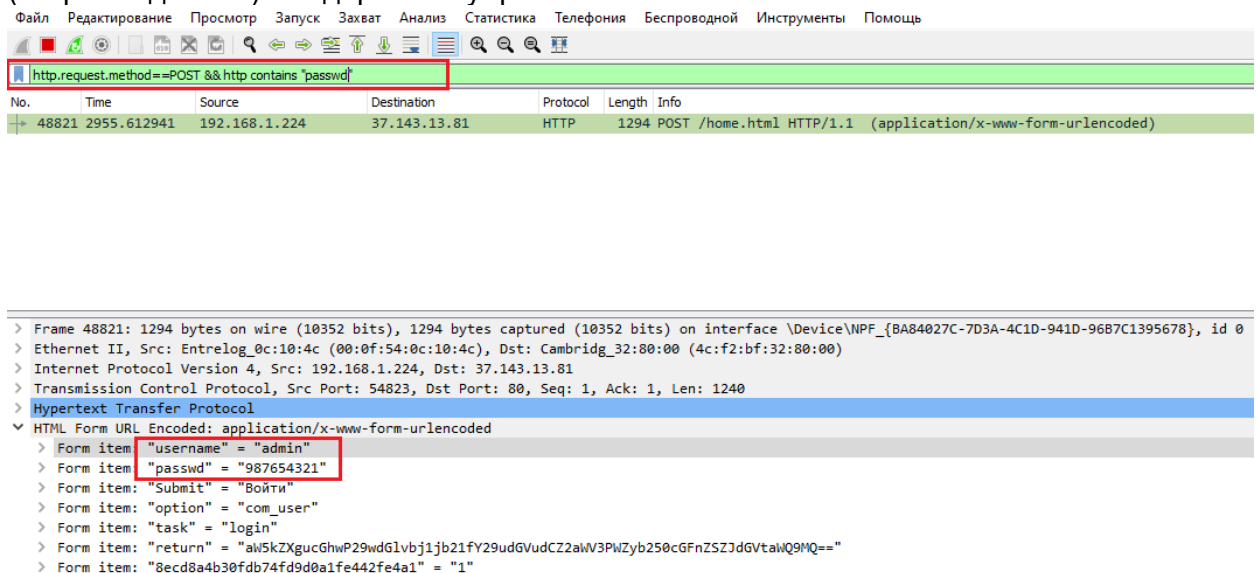 Файл Редактирование Просмотр Запуск Захват Анализ Статистика Телефония Беспроводной Инструменты Помощь
http.request.method==POST && http contains "passwd"
No. Time Source Destination Protocol Length Info
48821 2955.612941 192.168.1.224 37.143.13.81 HTTP 1294 POST /home.html HTTP/1.1 (application/x-www-form-urlencoded)
> Frame 48821: 1294 bytes on wire (10352 bits), 1294 bytes captured (10352 bits) on interface \Device\NPF_{BA84027C-7D3A-4C1D-941D-96B7C1395678}, id 0
> Ethernet II, Src: Entrelog_0c:10:4c (00:0f:54:0c:10:4c), Dst: Cambridg_32:80:00 (4c:f2:bf:32:80:00)
> Internet Protocol Version 4, Src: 192.168.1.224, Dst: 37.143.13.81
> Transmission Control Protocol, Src Port: 54823, Dst Port: 80, Seq: 1, Ack: 1, Len: 1240
> Hypertext Transfer Protocol
HTML Form URL Encoded: application/x-www-form-urlencoded
> Form item: "username" = "admin"
> Form item: "passwd" = "987654321"
> Form item: "Submit" = "Войти"
> Form item: "option" = "com_user"
> Form item: "task" = "login"
> Form item: "return" = "aW5kZXgucGhwP29wdGlvbj1jb21fY29udGVudCZ2aWV3PWZyb250cGFnZSZJdGVtaWQ9MQ=="
> Form item: "8ecd8a4b30fdb74fd9d0a1fe442fe4a1" = "1"